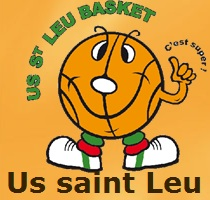 US ST LEU BASKET
C'est super !
Us saint Leu